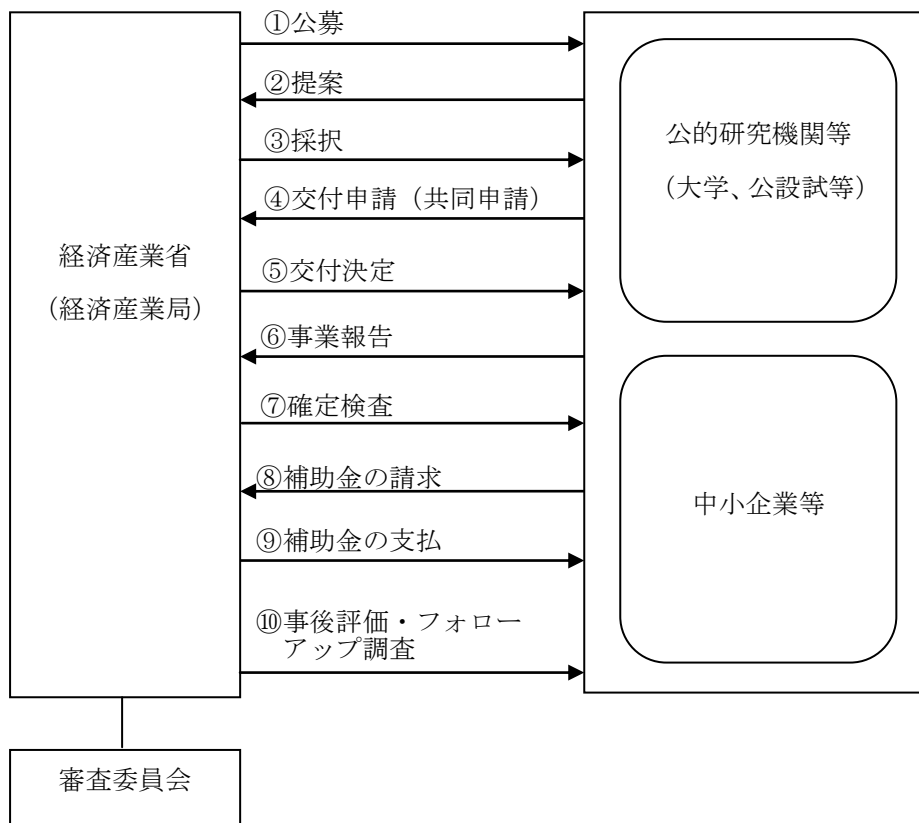 ①公募
②提案
③採択
④交付申請（共同申請）
⑤交付決定
⑥事業報告
⑦確定検査
⑧補助金の請求
⑨補助金の支払
⑩事後評価・フォロー
アップ調査
経済産業省
（経済産業局）
公的研究機関等
（大学、公設試等）
中小企業等
審査委員会